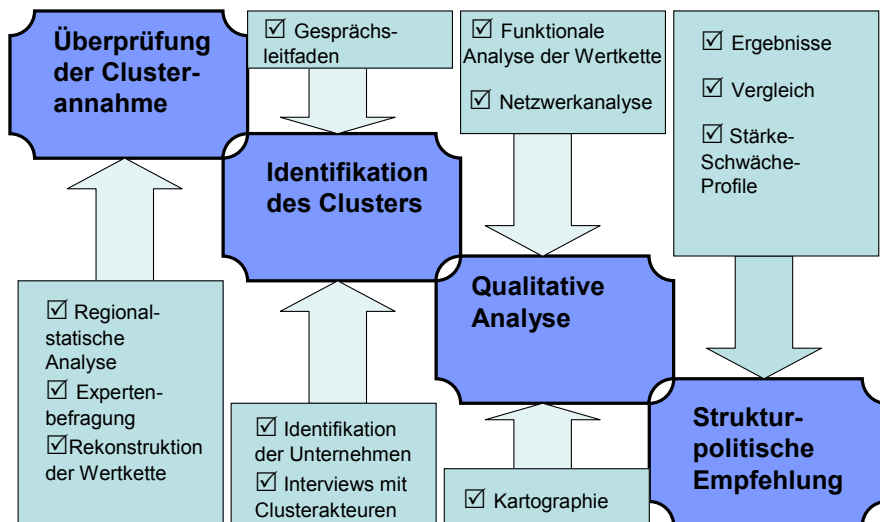 Überprüfung
der Cluster-
annahme
☑ Gesprächs-
leitfaden
☑ Funktionale
Analyse der Wertkette
☑ Netzwerkanalyse
☑ Ergebnisse
☑ Vergleich
☑ Stärke-
Schwäche-
Profile
Identifikation
des Clusters
Qualitative
Analyse
☑ Regional-
statische
Analyse
☑ Experten-
befragung
☑Rekonstruktion
der Wertkette
☑ Identifikation
der Unternehmen
☑ Interviews mit
Clusterakteuren
☑ Kartographie
Struktur-
politische
Empfehlung